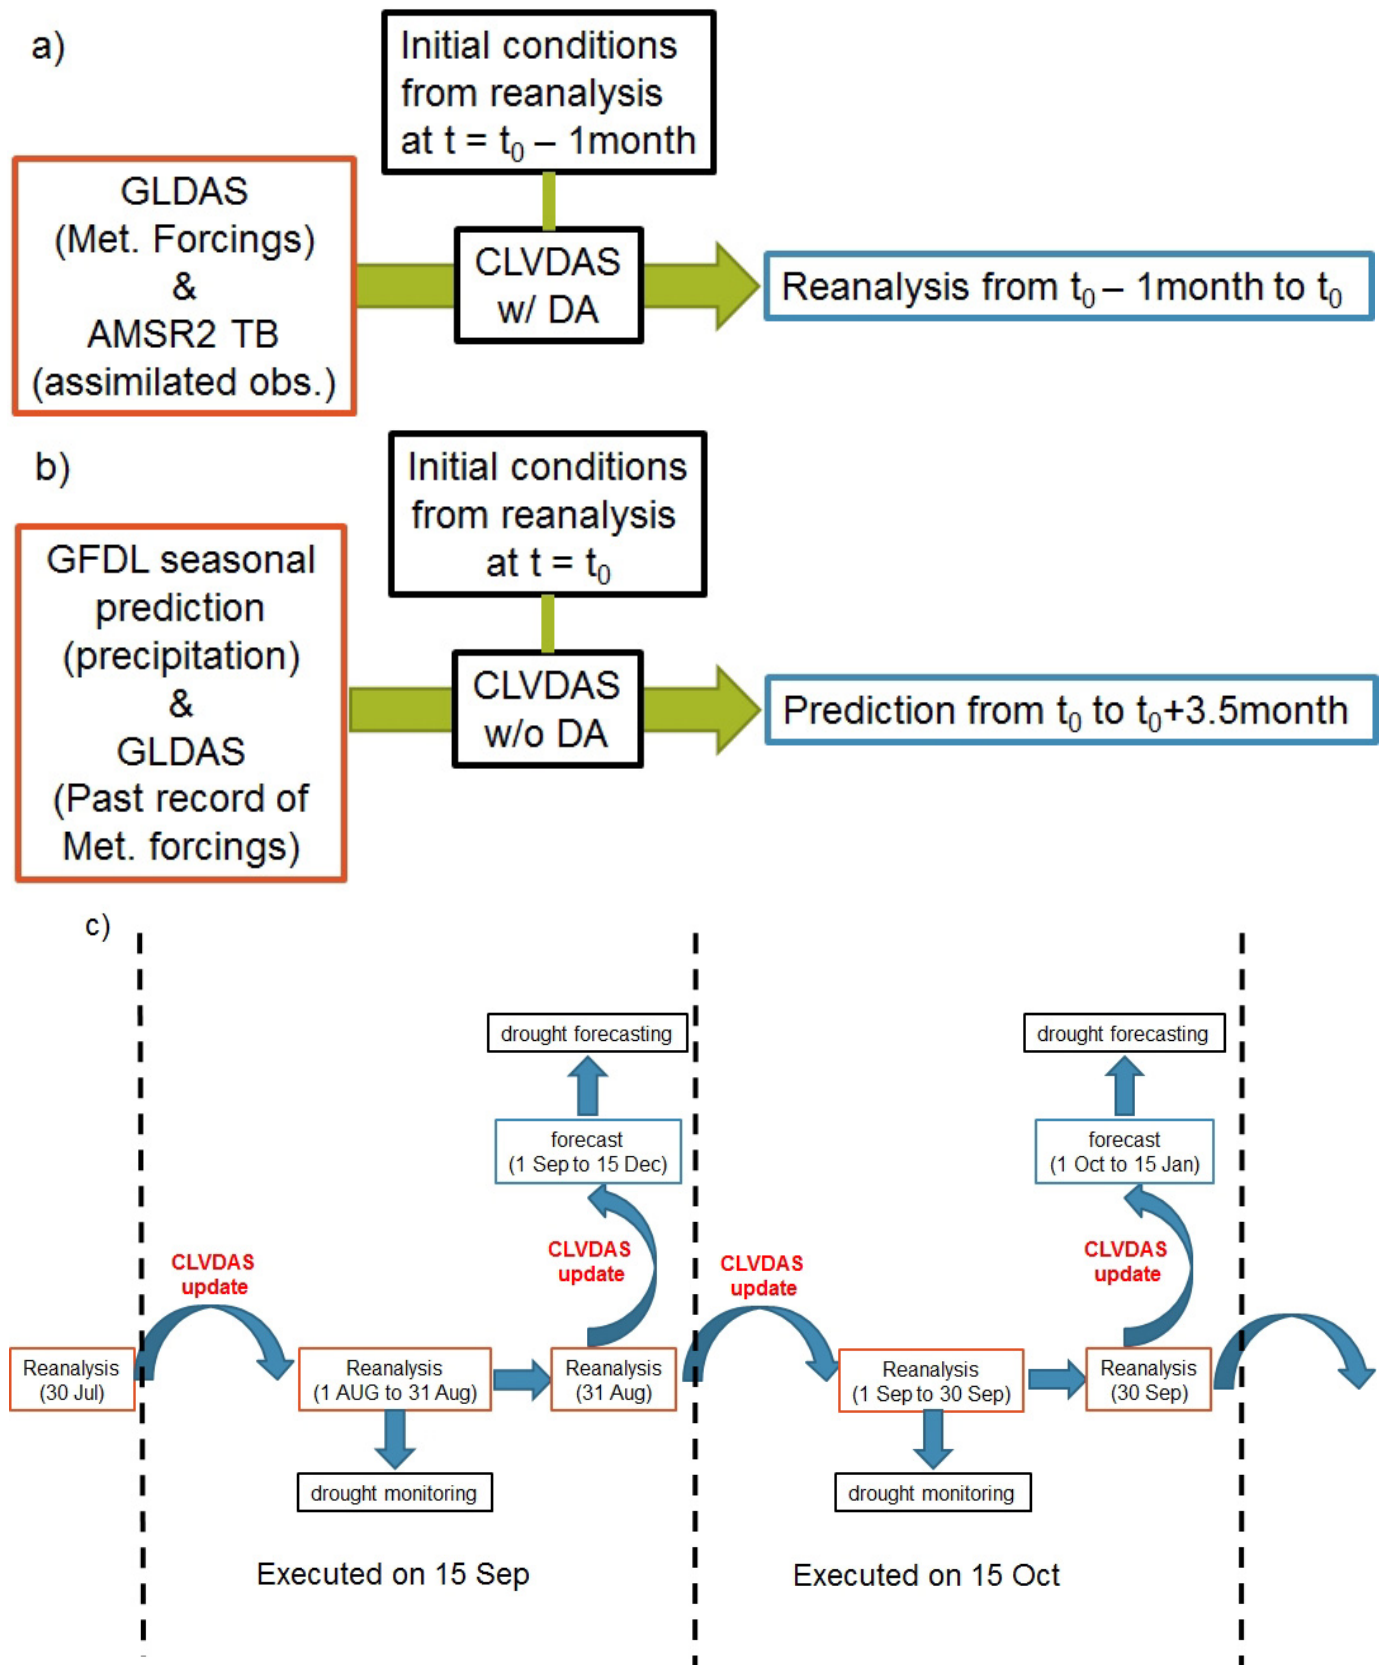 a)
Initial conditions
from reanalysis
at t = t₀ – 1month
GLDAS
(Met. Forcings)
&
AMSR2 TB
(assimilated obs.)
CLVDAS
w/ DA
Reanalysis from t₀ – 1month to t₀
b)
Initial conditions
from reanalysis
at t = t₀
GFDL seasonal
prediction
(precipitation)
&
GLDAS
(Past record of
Met. forcings)
CLVDAS
w/o DA
Prediction from t₀ to t₀+3.5month
c)
drought forecasting
drought forecasting
forecast
(1 Sep to 15 Dec)
forecast
(1 Oct to 15 Jan)
CLVDAS
update
CLVDAS
update
CLVDAS
update
CLVDAS
update
Reanalysis
(30 Jul)
Reanalysis
(1 AUG to 31 Aug)
Reanalysis
(31 Aug)
Reanalysis
(1 Sep to 30 Sep)
Reanalysis
(30 Sep)
drought monitoring
drought monitoring
Executed on 15 Sep
Executed on 15 Oct